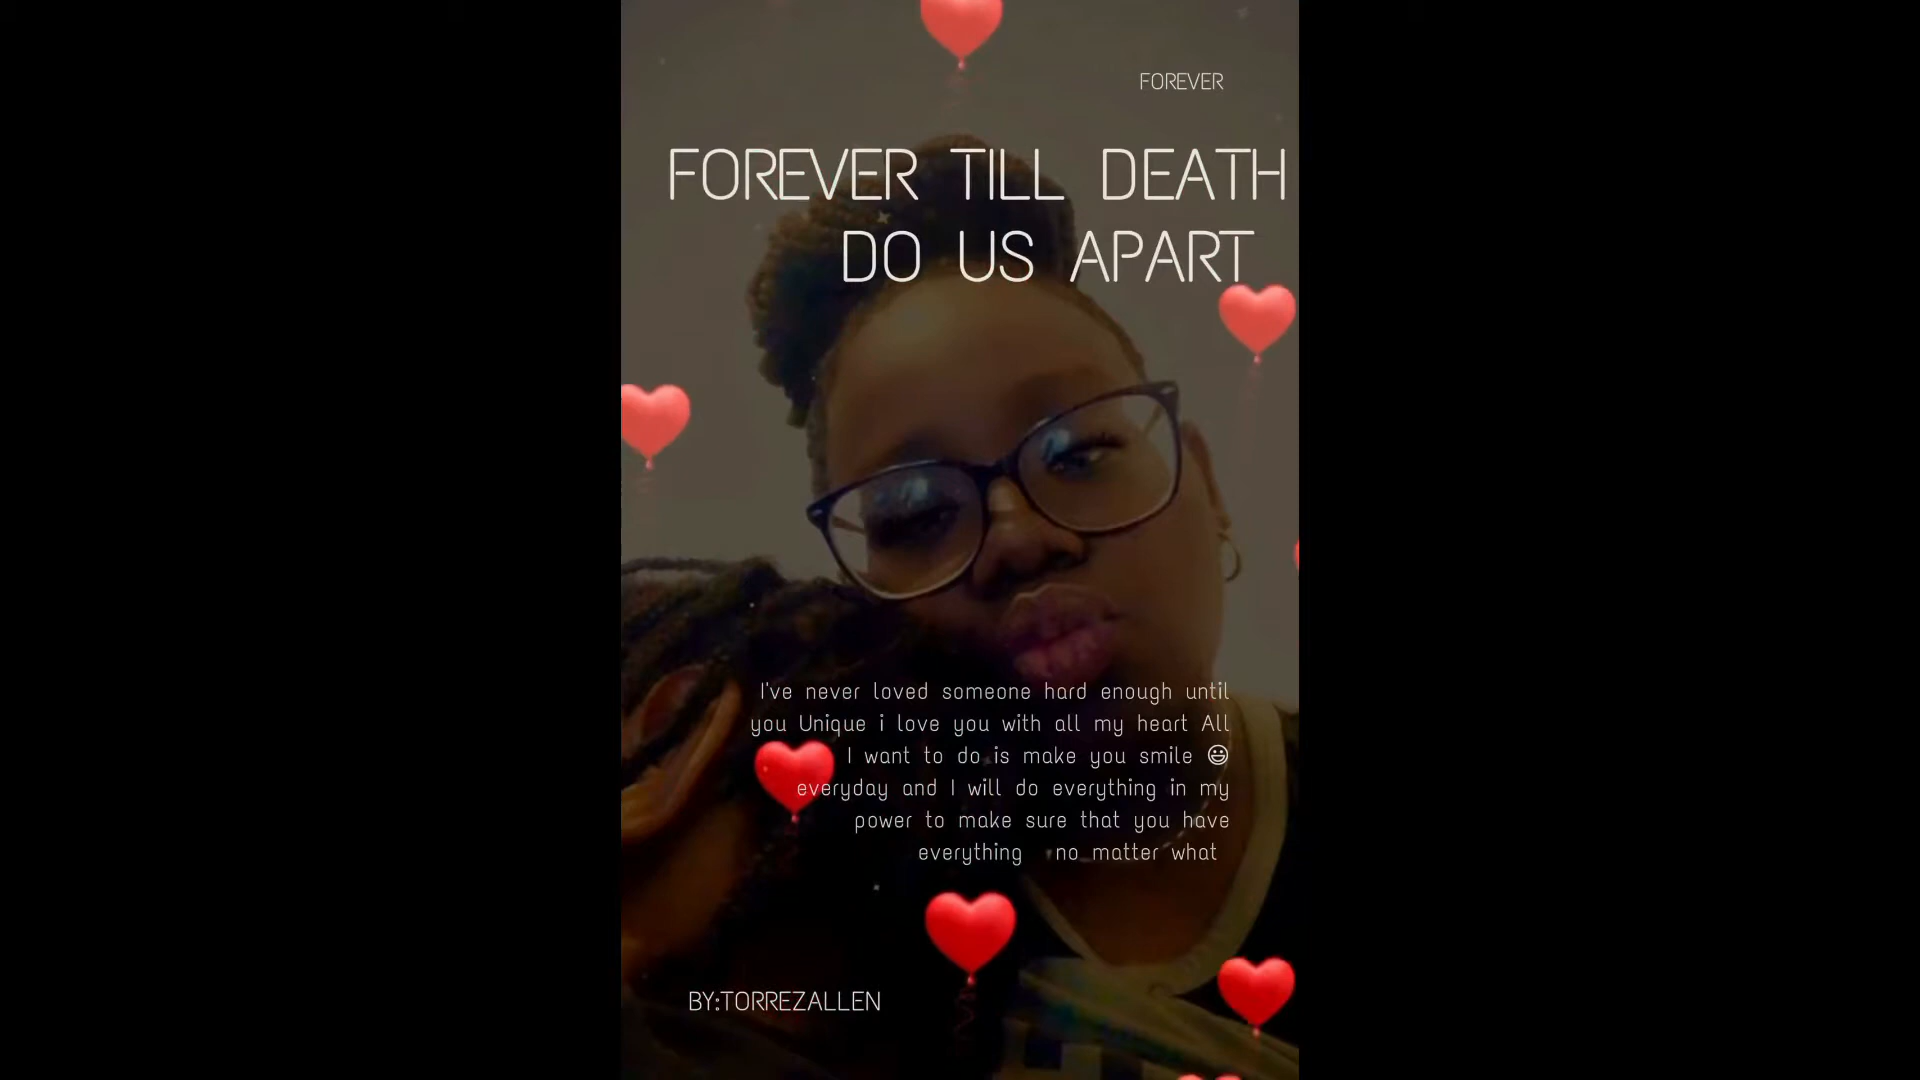 FOREVER
FOREVER TILL DEATH
DO US APART
I've never loved someone hard enough until
you Unique i love you with all my heart All
I want to do is make you smile 😃
everyday and I will do everything in my
power to make sure that you have
everything no matter what
BY:TORREZALLEN